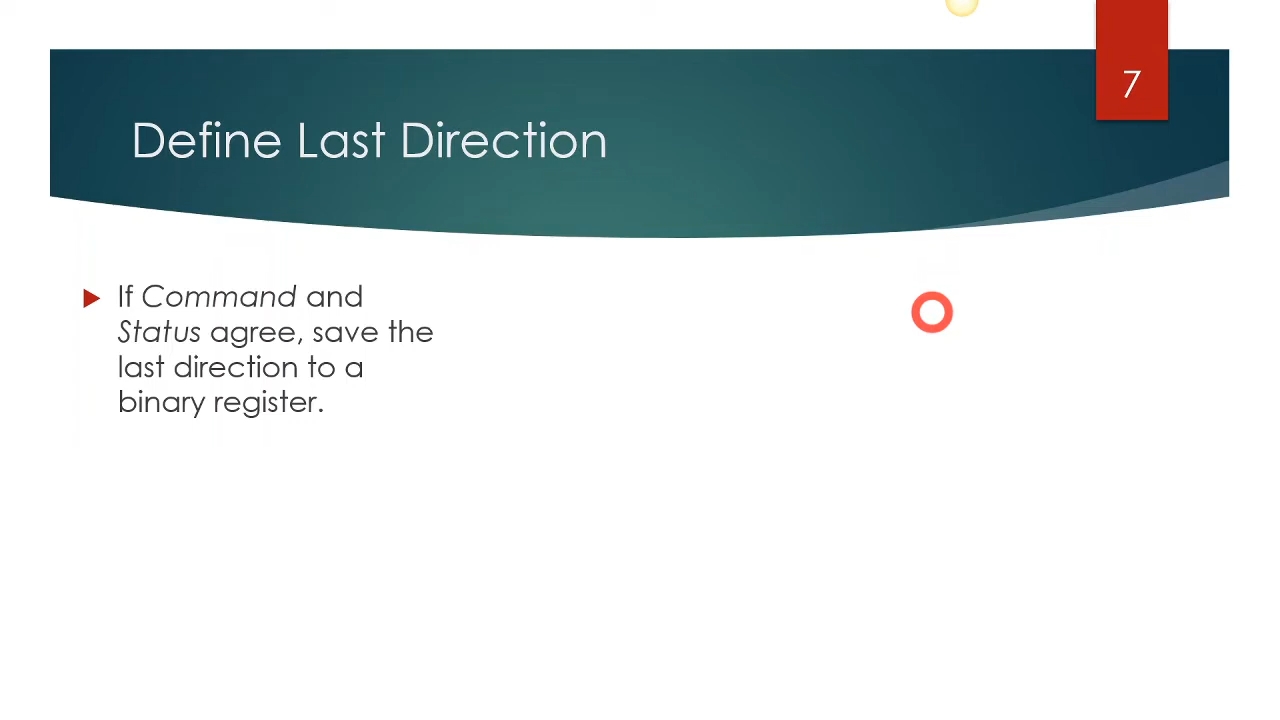 7
Define Last Direction
If Command and
Status agree, save the
last direction to a
binary register.